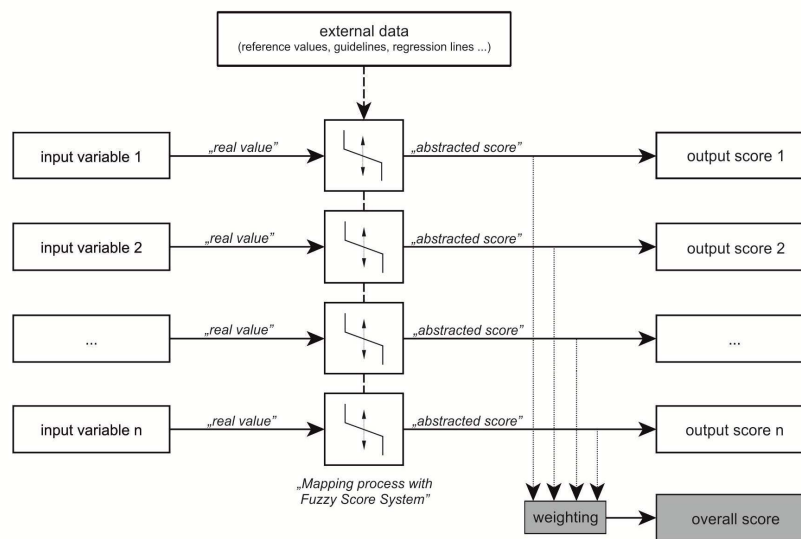 external data
(reference values, guidelines, regression lines ...)
input variable 1
„real value”
„abstracted score”
output score 1
input variable 2
„real value”
„abstracted score”
output score 2
...
„real value”
„abstracted score”
...
input variable n
„real value”
„abstracted score”
output score n
„Mapping process with
Fuzzy Score System”
weighting
overall score